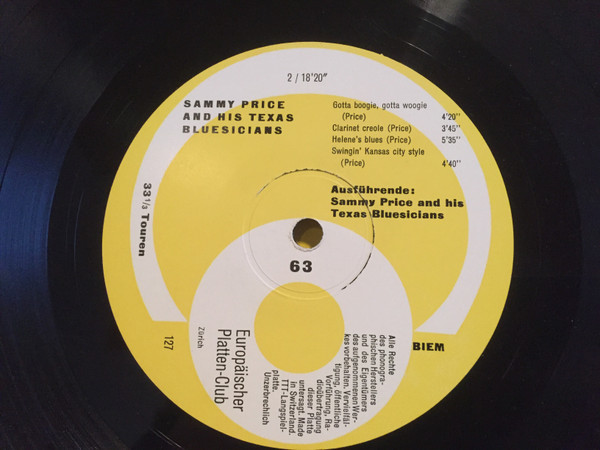 2 / 18'20"
SAMMY PRICE
AND HIS TEXAS
BLUESICIANS
Gotta boogie, gotta woogie
(Price) 4'20''
Clarinet creole (Price) 3'45''
Helene's blues (Price) 5'35''
Swingin' Kansas city style
(Price) 4'40''
Ausführende:
Sammy Price and his
Texas Bluesicians
33 1/3 Touren
63
127
BIEM
Zürich
Europäischer
Platten-Club
Alle Rechte
des phonogra-
phischen Herstellers
und des Eigentümers
des aufgenommenen Wer-
kes vorbehalten. Vervielfäl-
tigung, öffentliche
Vorführung, Ra-
dioübertragung
dieser Platte
untersagt. Made
in Switzerland.
TTT-Langspiel-
platte.
Unzerbrechlich